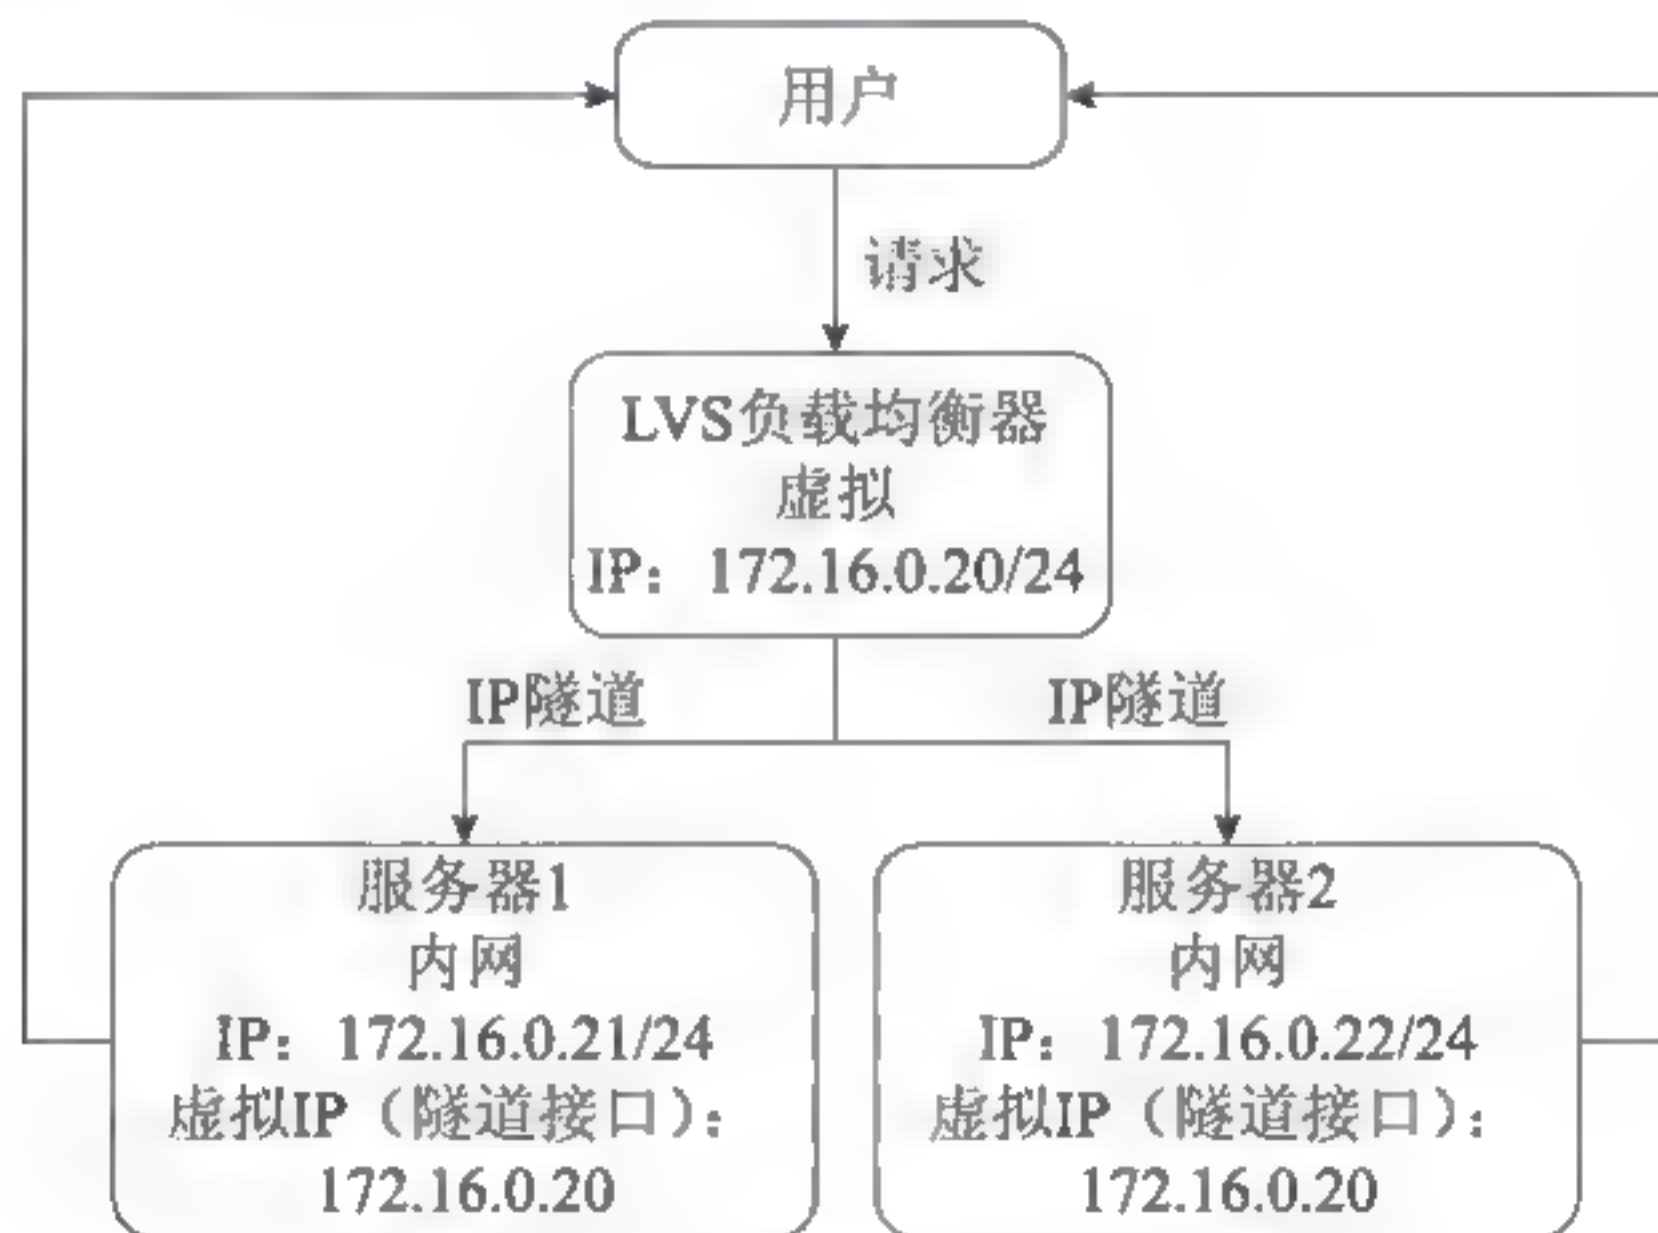 用户
请求
LVS负载均衡器
虚拟
IP：172.16.0.20/24
IP隧道
IP隧道
服务器1
内网
IP：172.16.0.21/24
虚拟IP（隧道接口）：
172.16.0.20
服务器2
内网
IP：172.16.0.22/24
虚拟IP（隧道接口）：
172.16.0.20